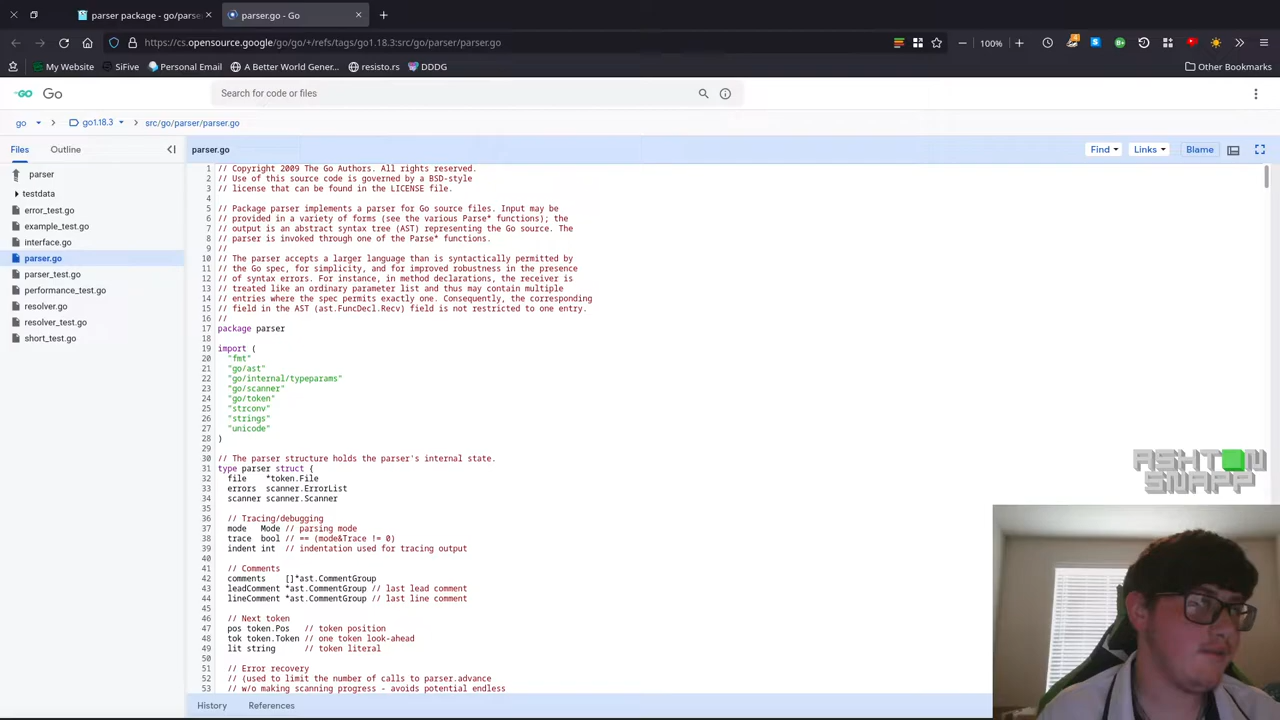 parser package - go/parse
parser.go - Go
https://cs.opensource.google/go/go/+/refs/tags/go1.18.3:src/go/parser/parser.go
100%
My Website
SiFive
Personal Email
A Better World Gener...
resisto.rs
DDDG
Other Bookmarks
GO Go
Search for code or files
go
go1.18.3
src/go/parser/parser.go
Files
Outline
parser.go
Find
Links
Blame
parser
testdata
error_test.go
example_test.go
interface.go
parser.go
parser_test.go
performance_test.go
resolver.go
resolver_test.go
short_test.go
1 // Copyright 2009 The Go Authors. All rights reserved.
2 // Use of this source code is governed by a BSD-style
3 // license that can be found in the LICENSE file.
4
5 // Package parser implements a parser for Go source files. Input may be
6 // provided in a variety of forms (see the various Parse* functions); the
7 // output is an abstract syntax tree (AST) representing the Go source. The
8 // parser is invoked through one of the Parse* functions.
9 //
10 // The parser accepts a larger language than is syntactically permitted by
11 // the Go spec, for simplicity, and for improved robustness in the presence
12 // of syntax errors. For instance, in method declarations, the receiver is
13 // treated like an ordinary parameter list and thus may contain multiple
14 // entries where the spec permits exactly one. Consequently, the corresponding
15 // field in the AST (ast.FuncDecl.Recv) field is not restricted to one entry.
16 //
17 package parser
18
19 import (
20 "fmt"
21 "go/ast"
22 "go/internal/typeparams"
23 "go/scanner"
24 "go/token"
25 "strconv"
26 "strings"
27 "unicode"
28 )
29
30 // The parser structure holds the parser's internal state.
31 type parser struct {
32 file *token.File
33 errors scanner.ErrorList
34 scanner scanner.Scanner
35
36 // Tracing/debugging
37 mode Mode // parsing mode
38 trace bool // == (mode&Trace != 0)
39 indent int // indentation used for tracing output
40
41 // Comments
42 comments []*ast.CommentGroup
43 leadComment *ast.CommentGroup // last lead comment
44 lineComment *ast.CommentGroup // last line comment
45
46 // Next token
47 pos token.Pos // token position
48 tok token.Token // one token look-ahead
49 lit string // token literal
50
51 // Error recovery
52 // (used to limit the number of calls to parser.advance
53 // w/o making scanning progress - avoids potential endless
History
References
ASHTON
SNAPP